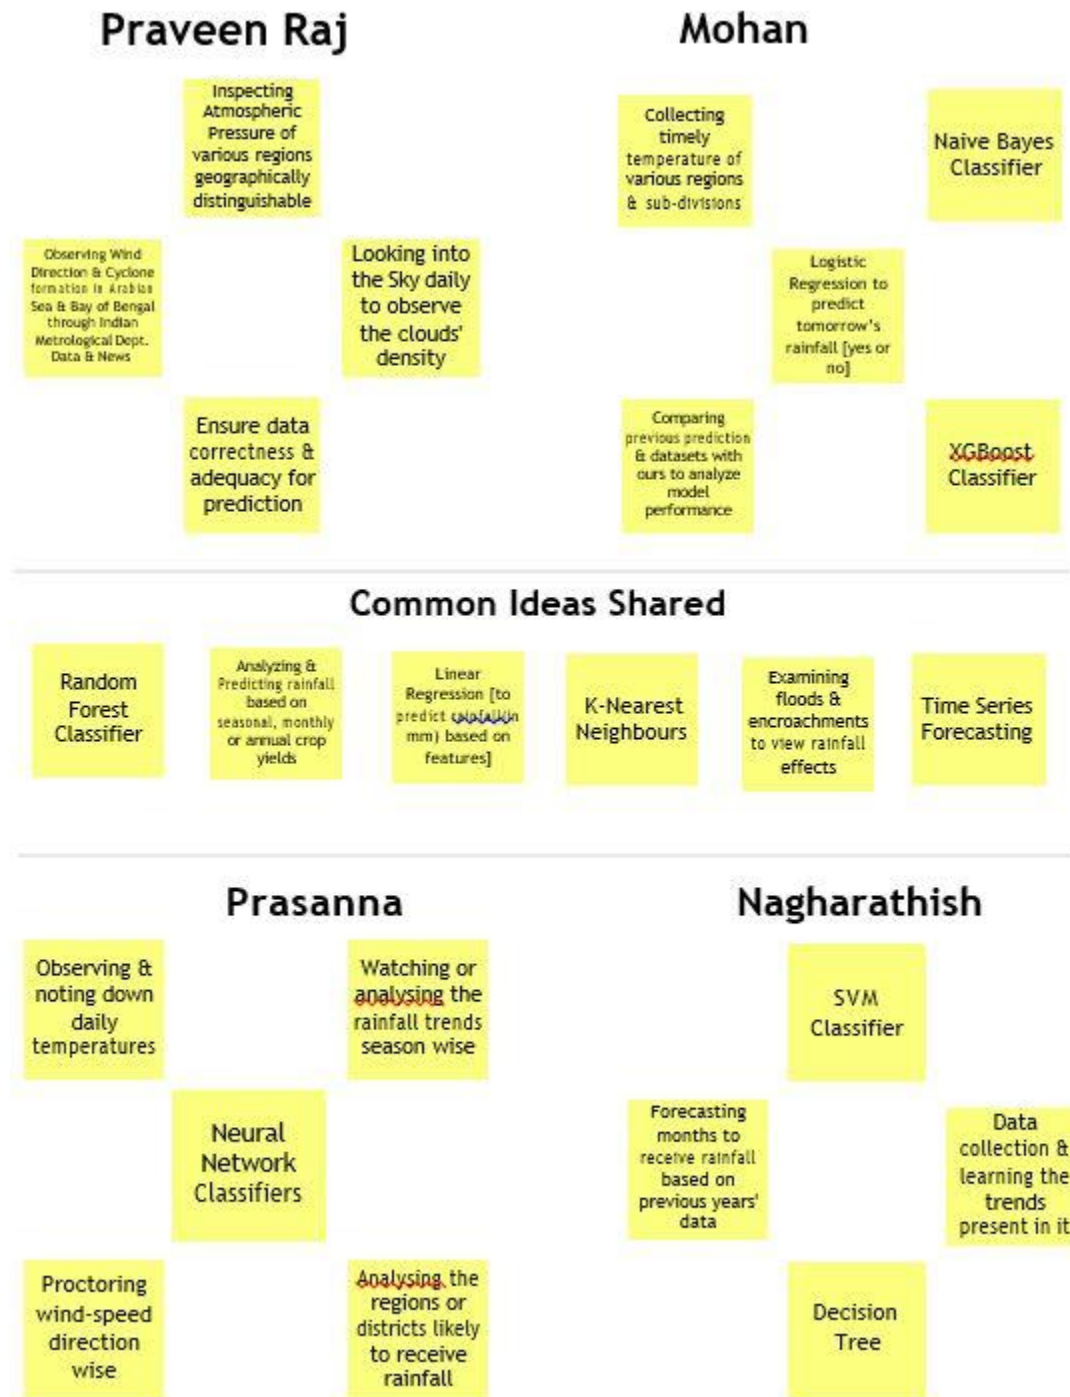 Praveen Raj
Inspecting
Atmospheric
Pressure of
various regions
geographically
distinguishable
Observing Wind
Direction & Cyclone
formation in Arabian
Sea & Bay of Bengal
through Indian
Metrological Dept.
Data & News
Looking into
the Sky daily
to observe
the clouds'
density
Ensure data
correctness &
adequacy for
prediction
Mohan
Collecting
timely
temperature of
various regions
& sub-divisions
Naive Bayes
Classifier
Logistic
Regression to
predict
tomorrow's
rainfall [yes or
no]
Comparing
previous prediction
& datasets with
ours to analyze
model
performance
XGBoost
Classifier
Common Ideas Shared
Random
Forest
Classifier
Analyzing &
Predicting rainfall
based on
seasonal, monthly
or annual crop
yields
Linear
Regression [to
predict rainfall(in
mm) based on
features]
K-Nearest
Neighbours
Examining
floods &
encroachments
to view rainfall
effects
Time Series
Forecasting
Prasanna
Observing &
noting down
daily
temperatures
Watching or
analysing the
rainfall trends
season wise
Neural
Network
Classifiers
Proctoring
wind-speed
direction
wise
Analysing the
regions or
districts likely
to receive
rainfall
Nagharathish
SVM
Classifier
Forecasting
months to
receive rainfall
based on
previous years'
data
Data
collection &
learning the
trends
present in it
Decision
Tree